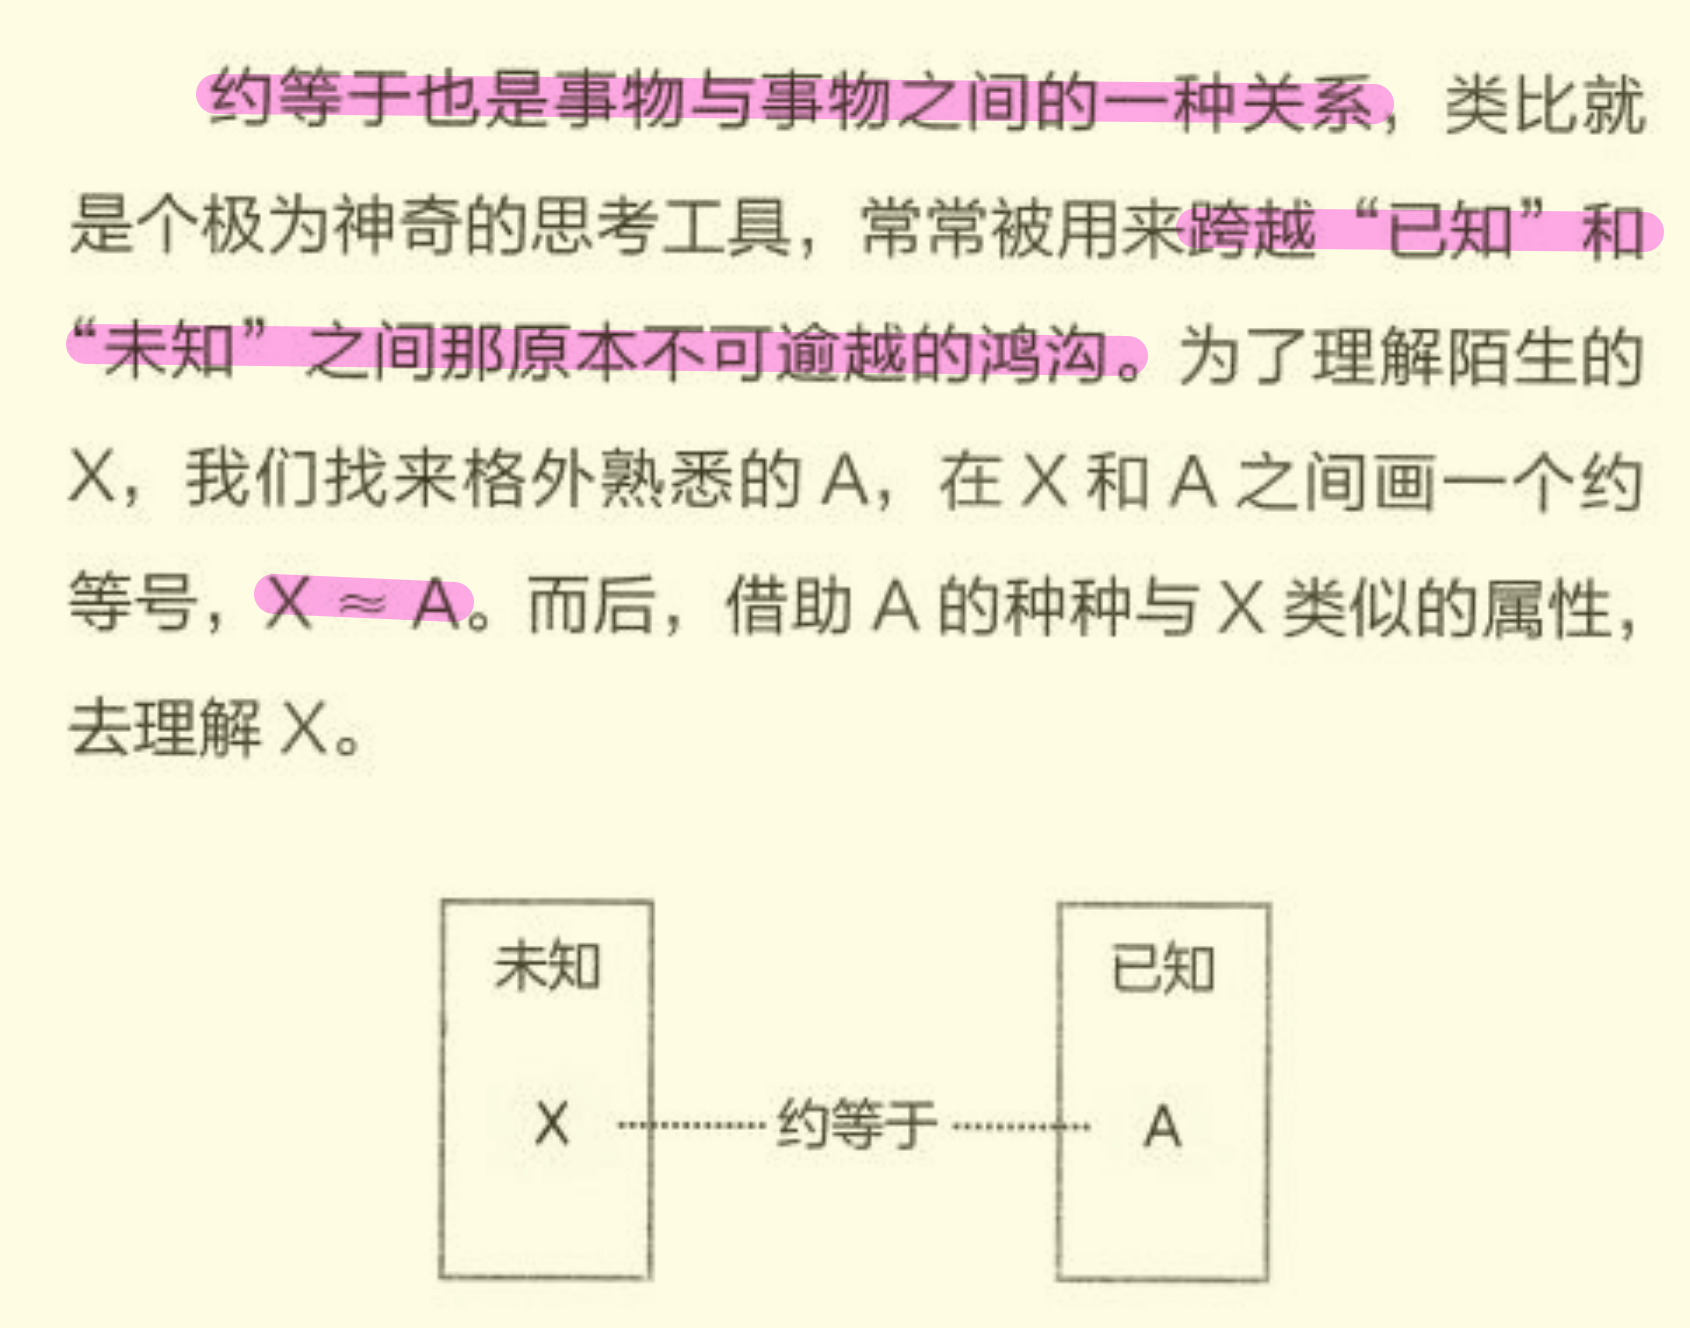 约等于也是事物与事物之间的一种关系，类比就
是个极为神奇的思考工具，常常被用来跨越“已知”和
“未知”之间那原本不可逾越的鸿沟。为了理解陌生的
X，我们找来格外熟悉的 A，在 X 和 A 之间画一个约
等号，X ≈ A。而后，借助 A 的种种与 X 类似的属性，
去理解 X。
未知 已知
X 约等于 A